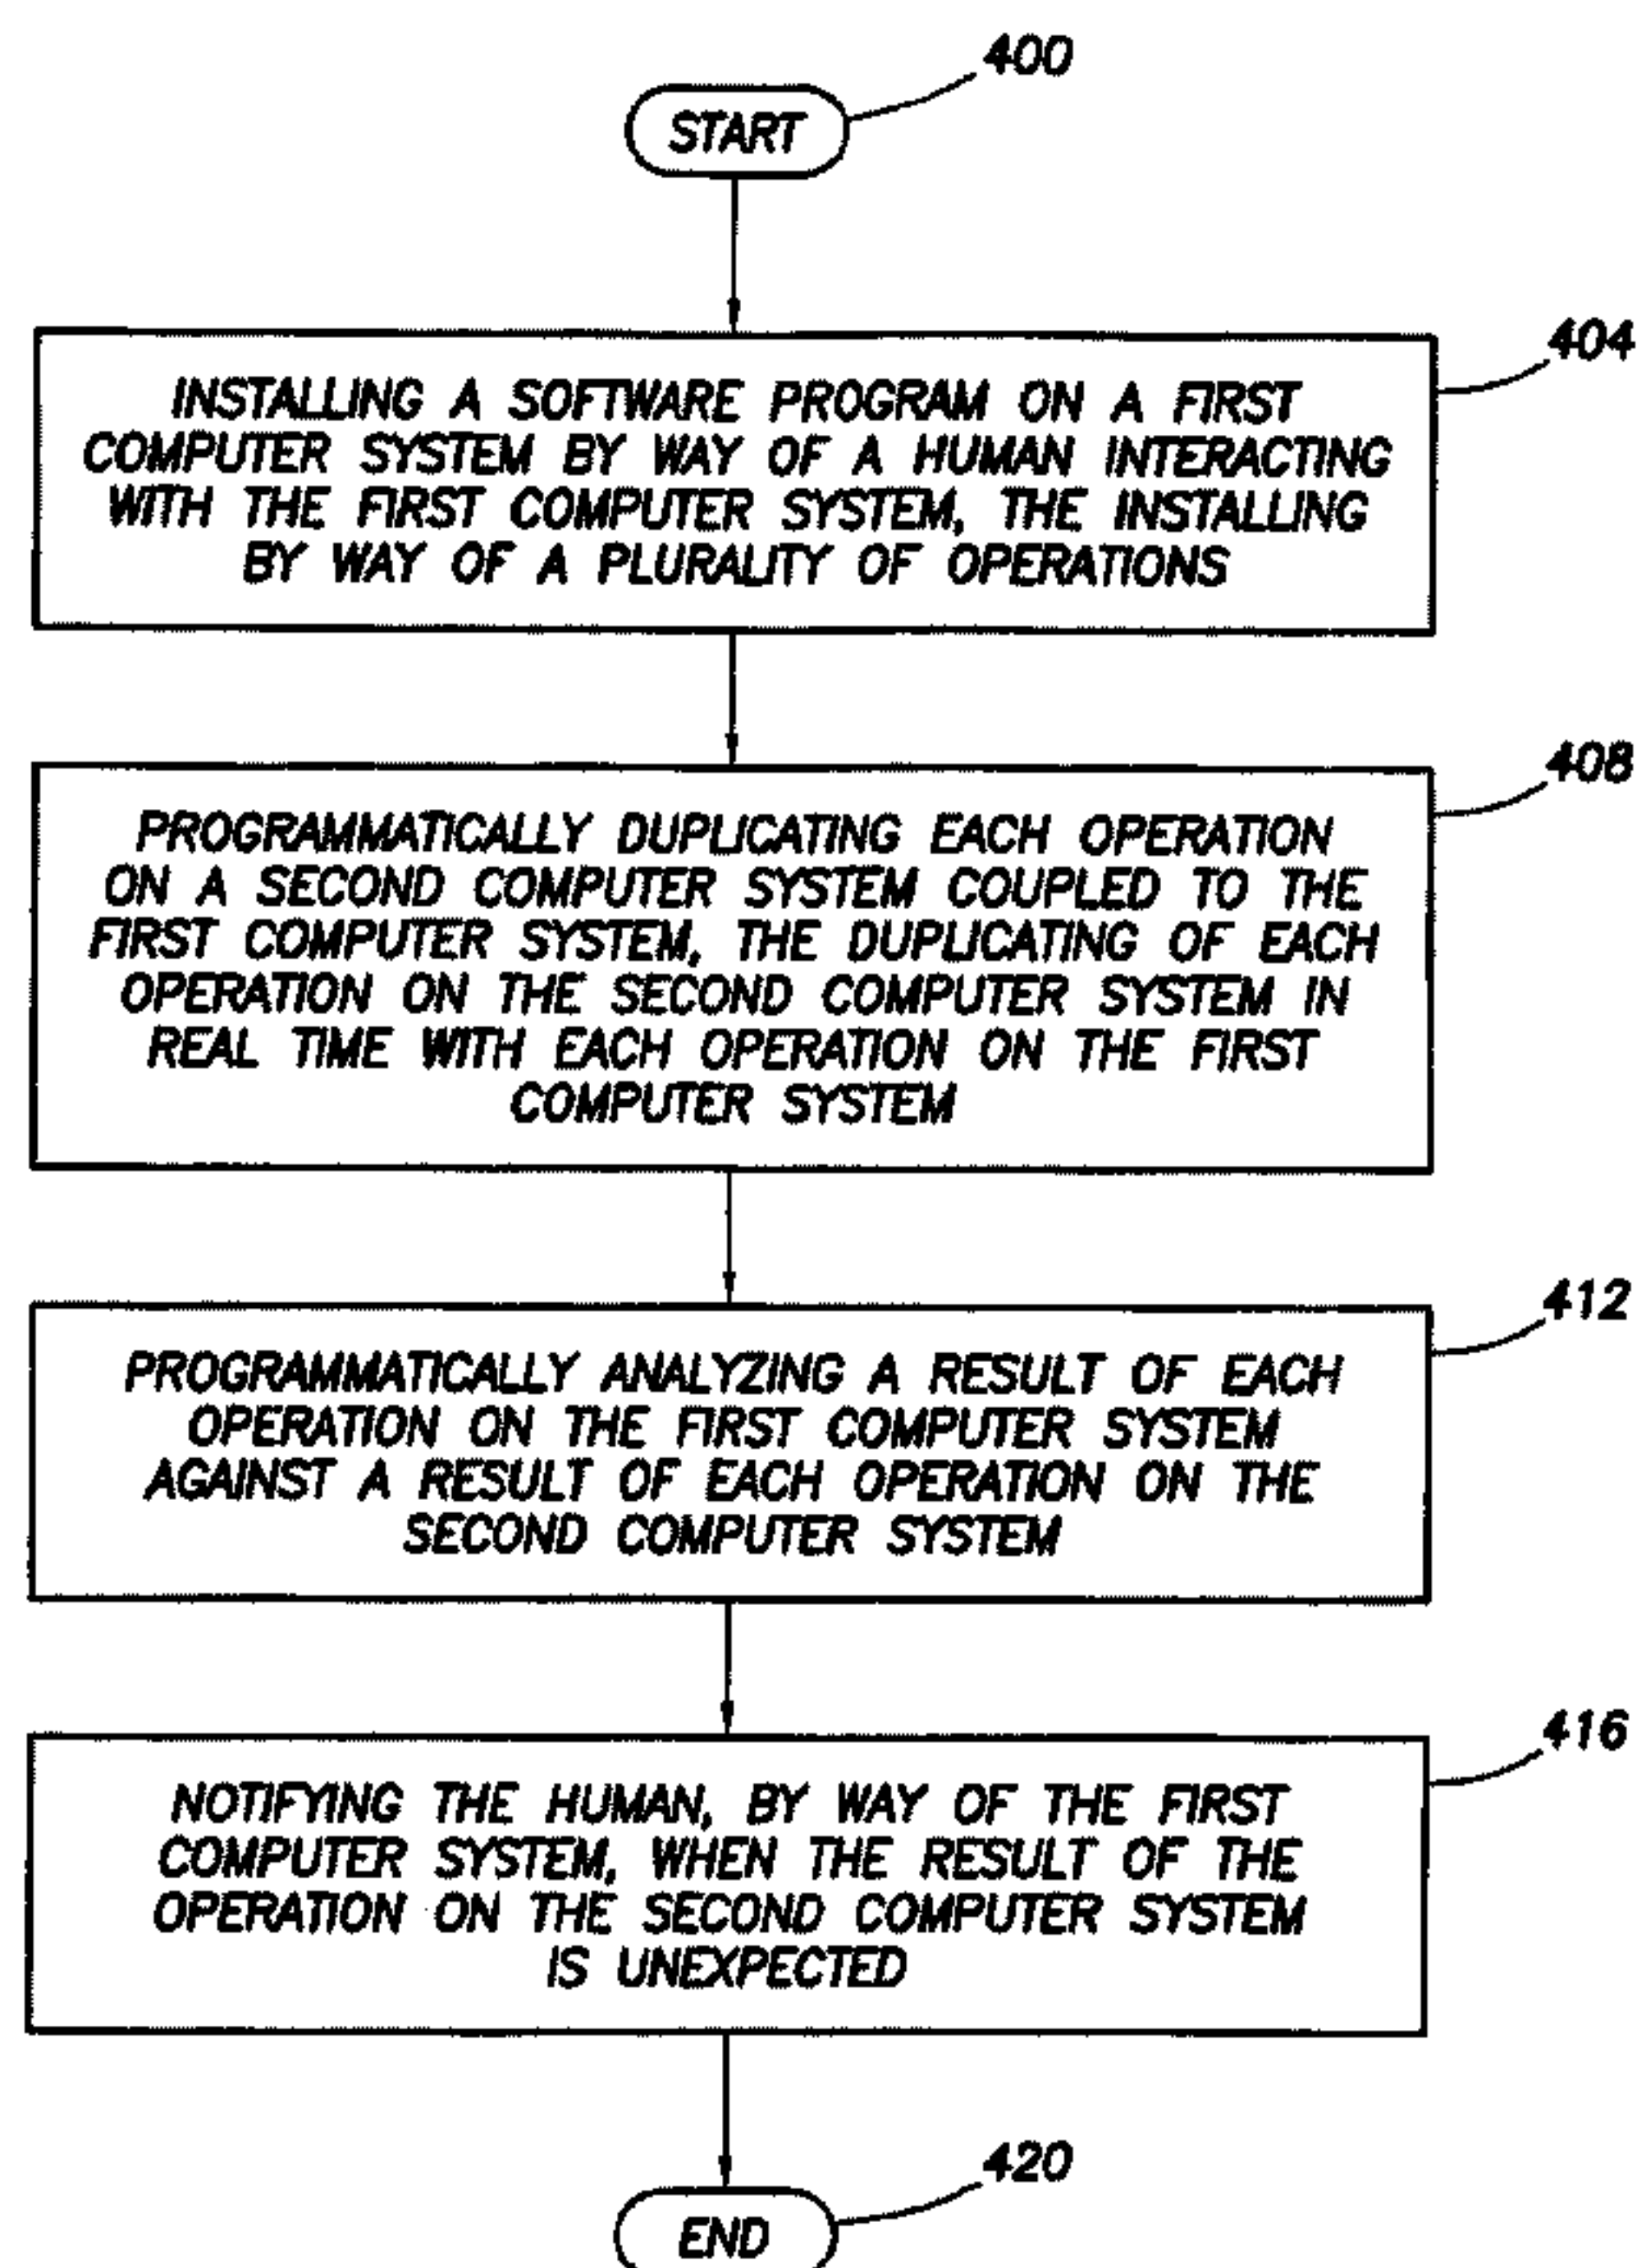 400
START
404
INSTALLING A SOFTWARE PROGRAM ON A FIRST
COMPUTER SYSTEM BY WAY OF A HUMAN INTERACTING
WITH THE FIRST COMPUTER SYSTEM, THE INSTALLING
BY WAY OF A PLURALITY OF OPERATIONS
408
PROGRAMMATICALLY DUPLICATING EACH OPERATION
ON A SECOND COMPUTER SYSTEM COUPLED TO THE
FIRST COMPUTER SYSTEM, THE DUPLICATING OF EACH
OPERATION ON THE SECOND COMPUTER SYSTEM IN
REAL TIME WITH EACH OPERATION ON THE FIRST
COMPUTER SYSTEM
412
PROGRAMMATICALLY ANALYZING A RESULT OF EACH
OPERATION ON THE FIRST COMPUTER SYSTEM
AGAINST A RESULT OF EACH OPERATION ON THE
SECOND COMPUTER SYSTEM
416
NOTIFYING THE HUMAN, BY WAY OF THE FIRST
COMPUTER SYSTEM, WHEN THE RESULT OF THE
OPERATION ON THE SECOND COMPUTER SYSTEM
IS UNEXPECTED
420
END